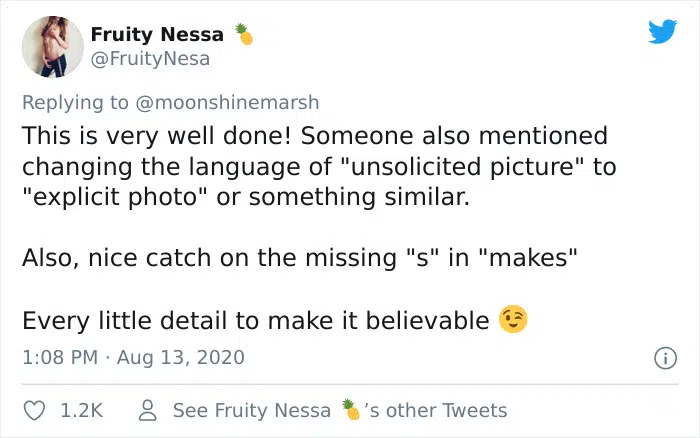 Fruity Nessa 🍍
@FruityNesa
Replying to @moonshinemarsh
This is very well done! Someone also mentioned
changing the language of "unsolicited picture" to
"explicit photo" or something similar.
Also, nice catch on the missing "s" in "makes"
Every little detail to make it believable 😉
1:08 PM · Aug 13, 2020
1.2K See Fruity Nessa 🍍’s other Tweets